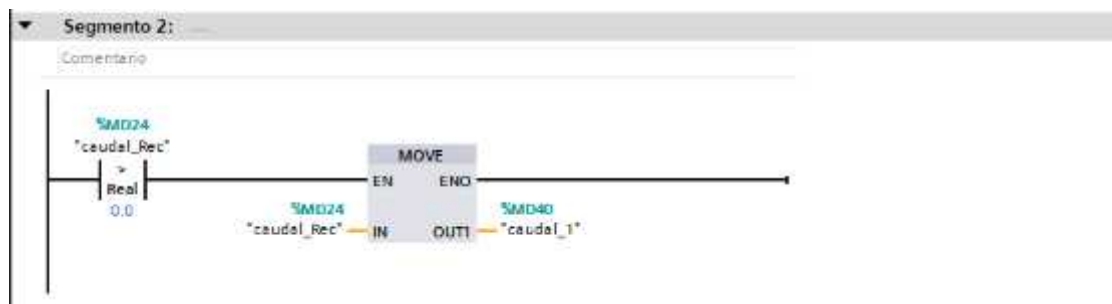 Segmento 2:
Comentario
%MD24
"caudal_Rec"
>
Real
0.0
MOVE
EN ENO
%MD24 %MD40
"caudal_Rec" IN OUT1 "caudal_1"